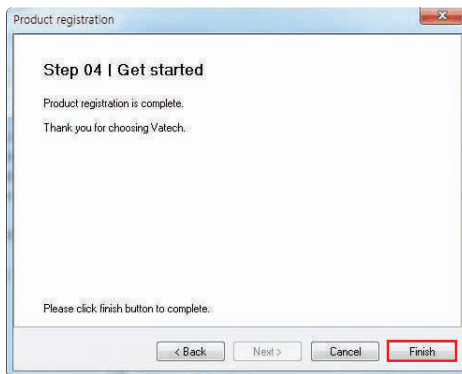 Product registration
Step 04 | Get started
Product registration is complete.
Thank you for choosing Vatech.
Please click finish button to complete.
< Back
Next >
Cancel
Finish